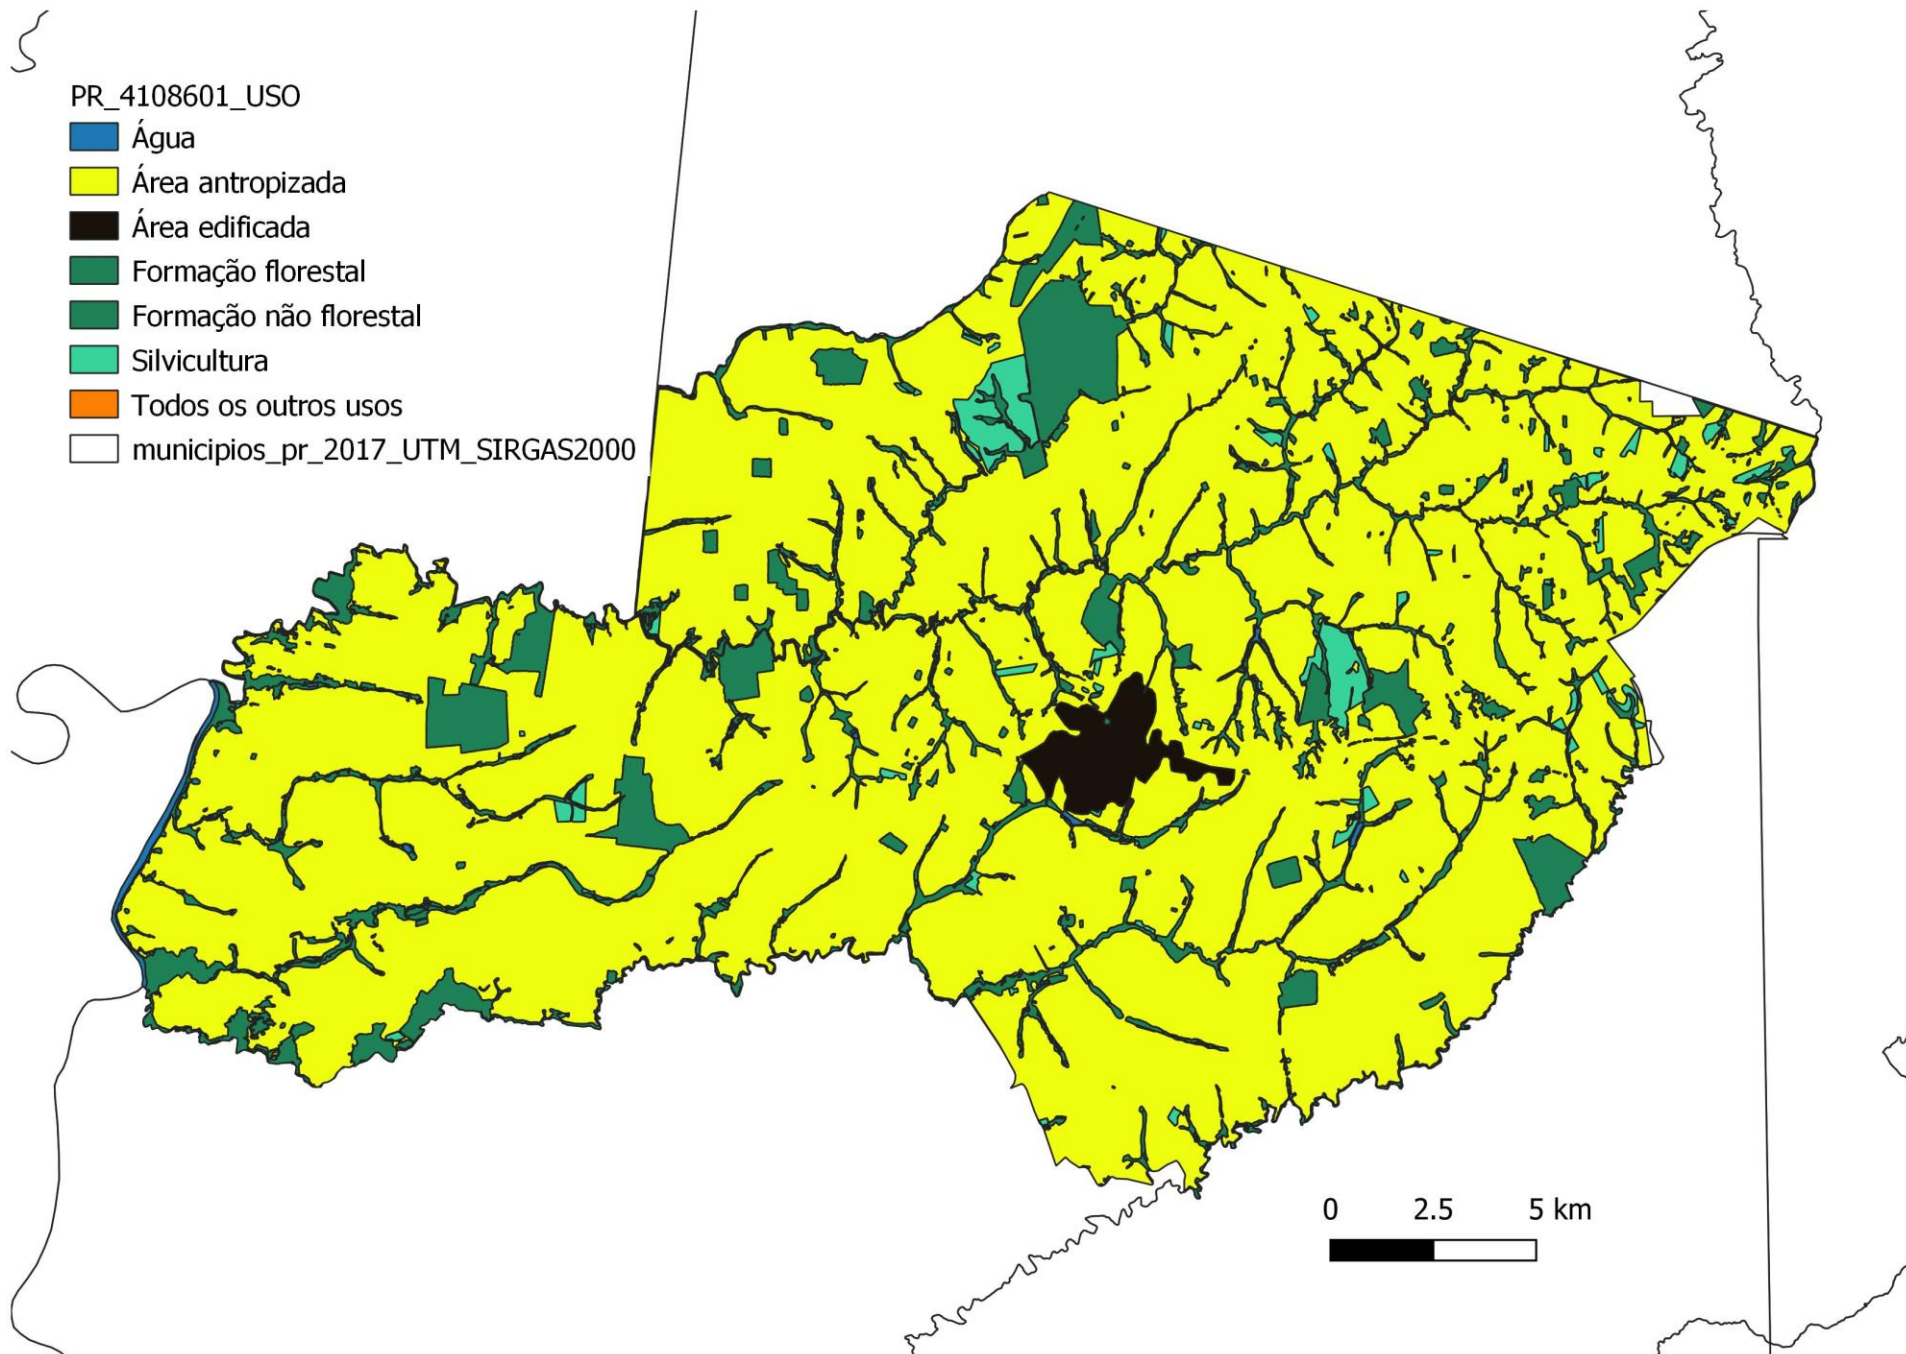 PR_4108601_USO
Água
Área antropizada
Área edificada
Formação florestal
Formação não florestal
Silvicultura
Todos os outros usos
municipios_pr_2017_UTM_SIRGAS2000
0 2.5 5 km